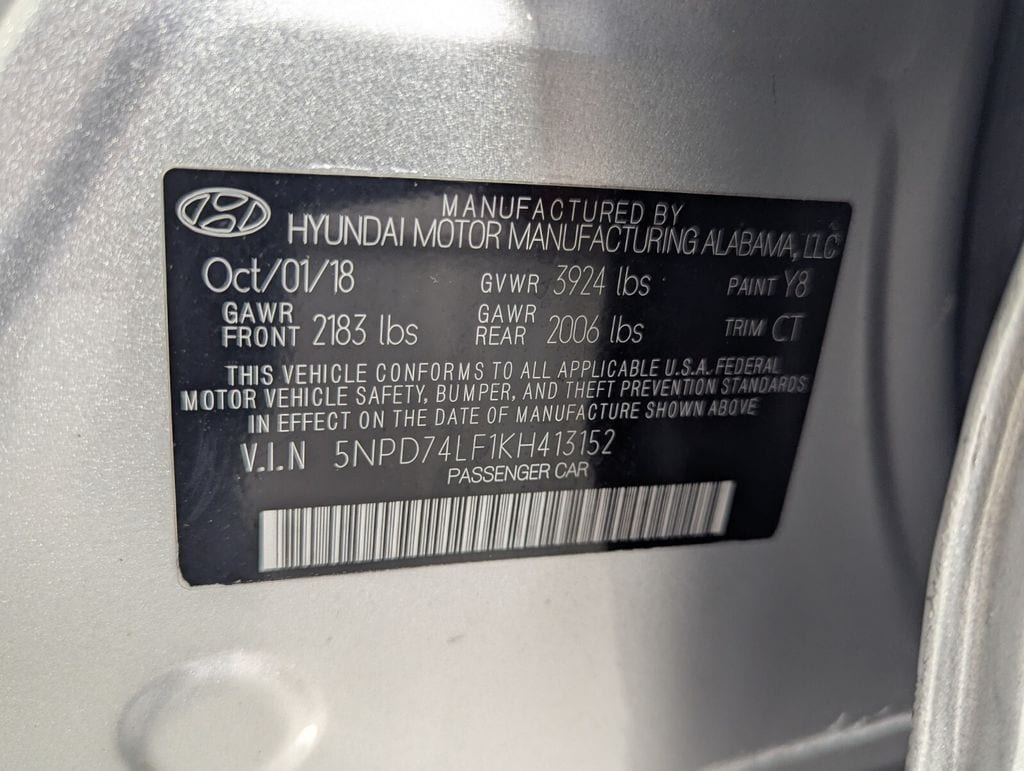 MANUFACTURED BY
HYUNDAI MOTOR MANUFACTURING ALABAMA, LLC
Oct/01/18 GVWR 3924 lbs PAINT Y8
GAWR FRONT 2183 lbs GAWR REAR 2006 lbs TRIM CT
THIS VEHICLE CONFORMS TO ALL APPLICABLE U.S.A. FEDERAL
MOTOR VEHICLE SAFETY, BUMPER, AND THEFT PREVENTION STANDARDS
IN EFFECT ON THE DATE OF MANUFACTURE SHOWN ABOVE
V.I.N 5NPD74LF1KH413152
PASSENGER CAR